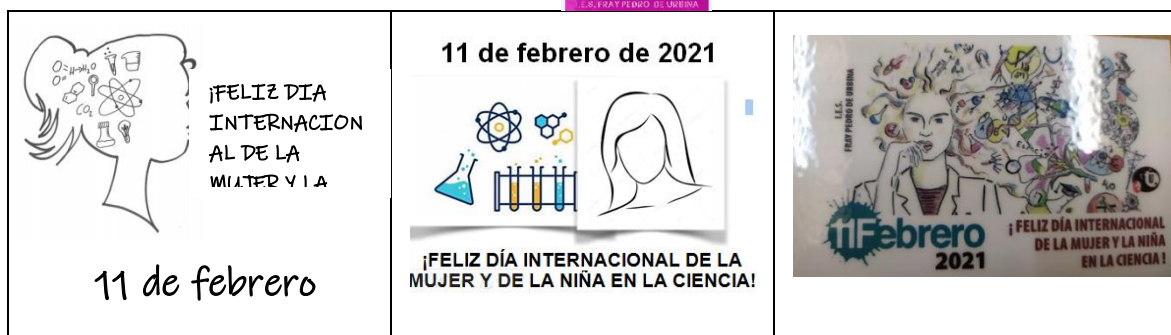 I.E.S. FRAY PEDRO DE URBINA
¡FELIZ DIA
INTERNACION
AL DE LA
MUJER Y LA
11 de febrero
11 de febrero de 2021
¡FELIZ DÍA INTERNACIONAL DE LA
MUJER Y DE LA NIÑA EN LA CIENCIA!
I.E.S.
FRAY PEDRO DE URBINA
11Febrero
2021
¡FELIZ DÍA INTERNACIONAL
DE LA MUJER Y LA NIÑA
EN LA CIENCIA!